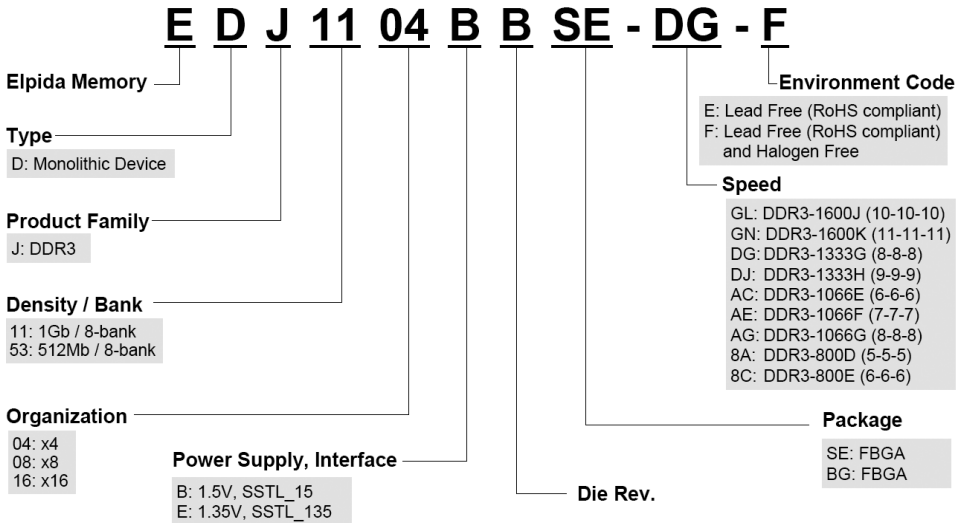 E D J 11 04 B B SE - DG - F
Elpida Memory
Type
D: Monolithic Device
Product Family
J: DDR3
Density / Bank
11: 1Gb / 8-bank
53: 512Mb / 8-bank
Organization
04: x4
08: x8
16: x16
Power Supply, Interface
B: 1.5V, SSTL_15
E: 1.35V, SSTL_135
Die Rev.
Package
SE: FBGA
BG: FBGA
Speed
GL: DDR3-1600J (10-10-10)
GN: DDR3-1600K (11-11-11)
DG: DDR3-1333G (8-8-8)
DJ: DDR3-1333H (9-9-9)
AC: DDR3-1066E (6-6-6)
AE: DDR3-1066F (7-7-7)
AG: DDR3-1066G (8-8-8)
8A: DDR3-800D (5-5-5)
8C: DDR3-800E (6-6-6)
Environment Code
E: Lead Free (RoHS compliant)
F: Lead Free (RoHS compliant)
and Halogen Free